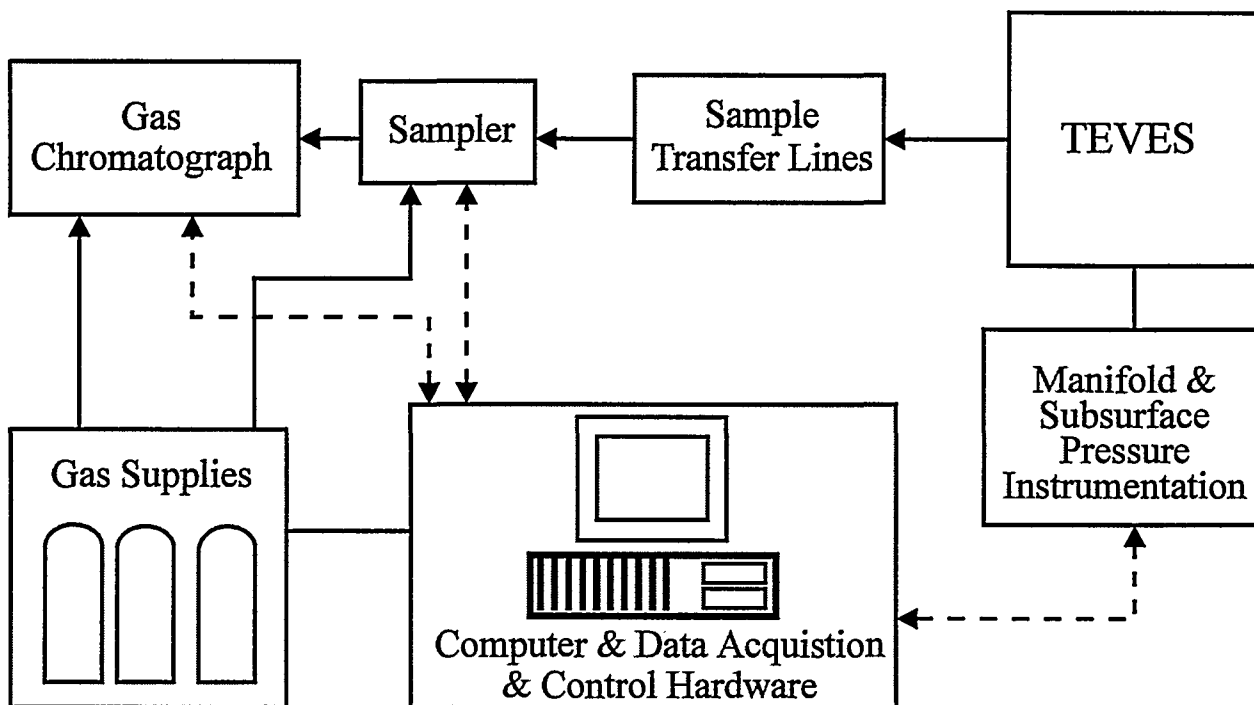 Gas
Chromatograph
Sampler
Sample
Transfer Lines
TEVES
Manifold &
Subsurface
Pressure
Instrumentation
Gas Supplies
Computer & Data Acquistion
& Control Hardware